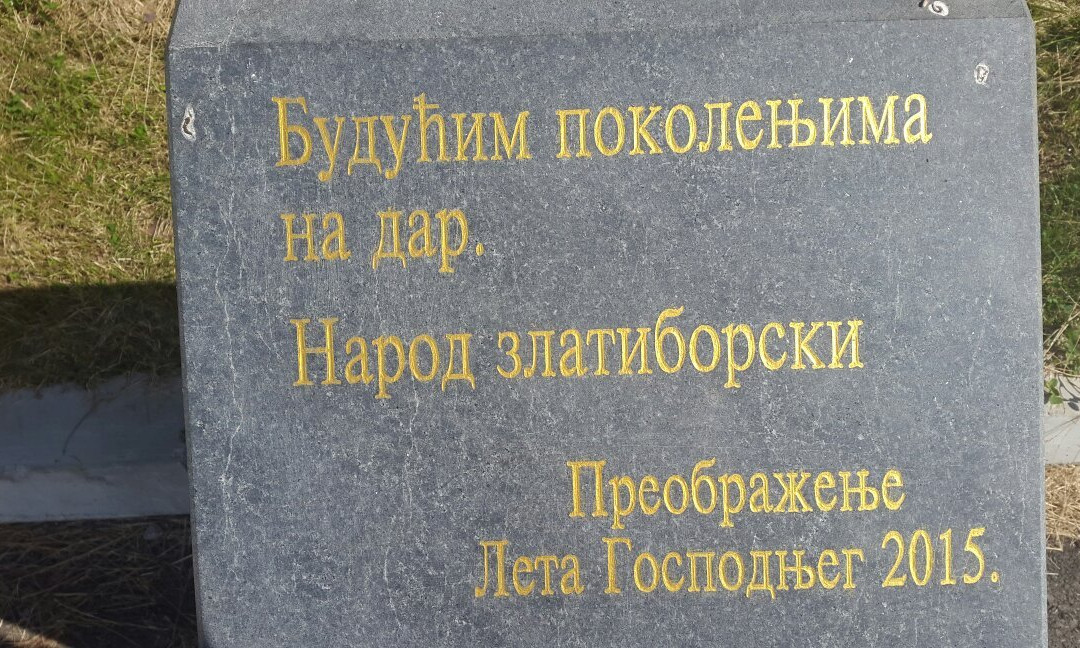 Будућим поколењима
на дар.
Народ златиборски
Преображење
Лета Господњег 2015.